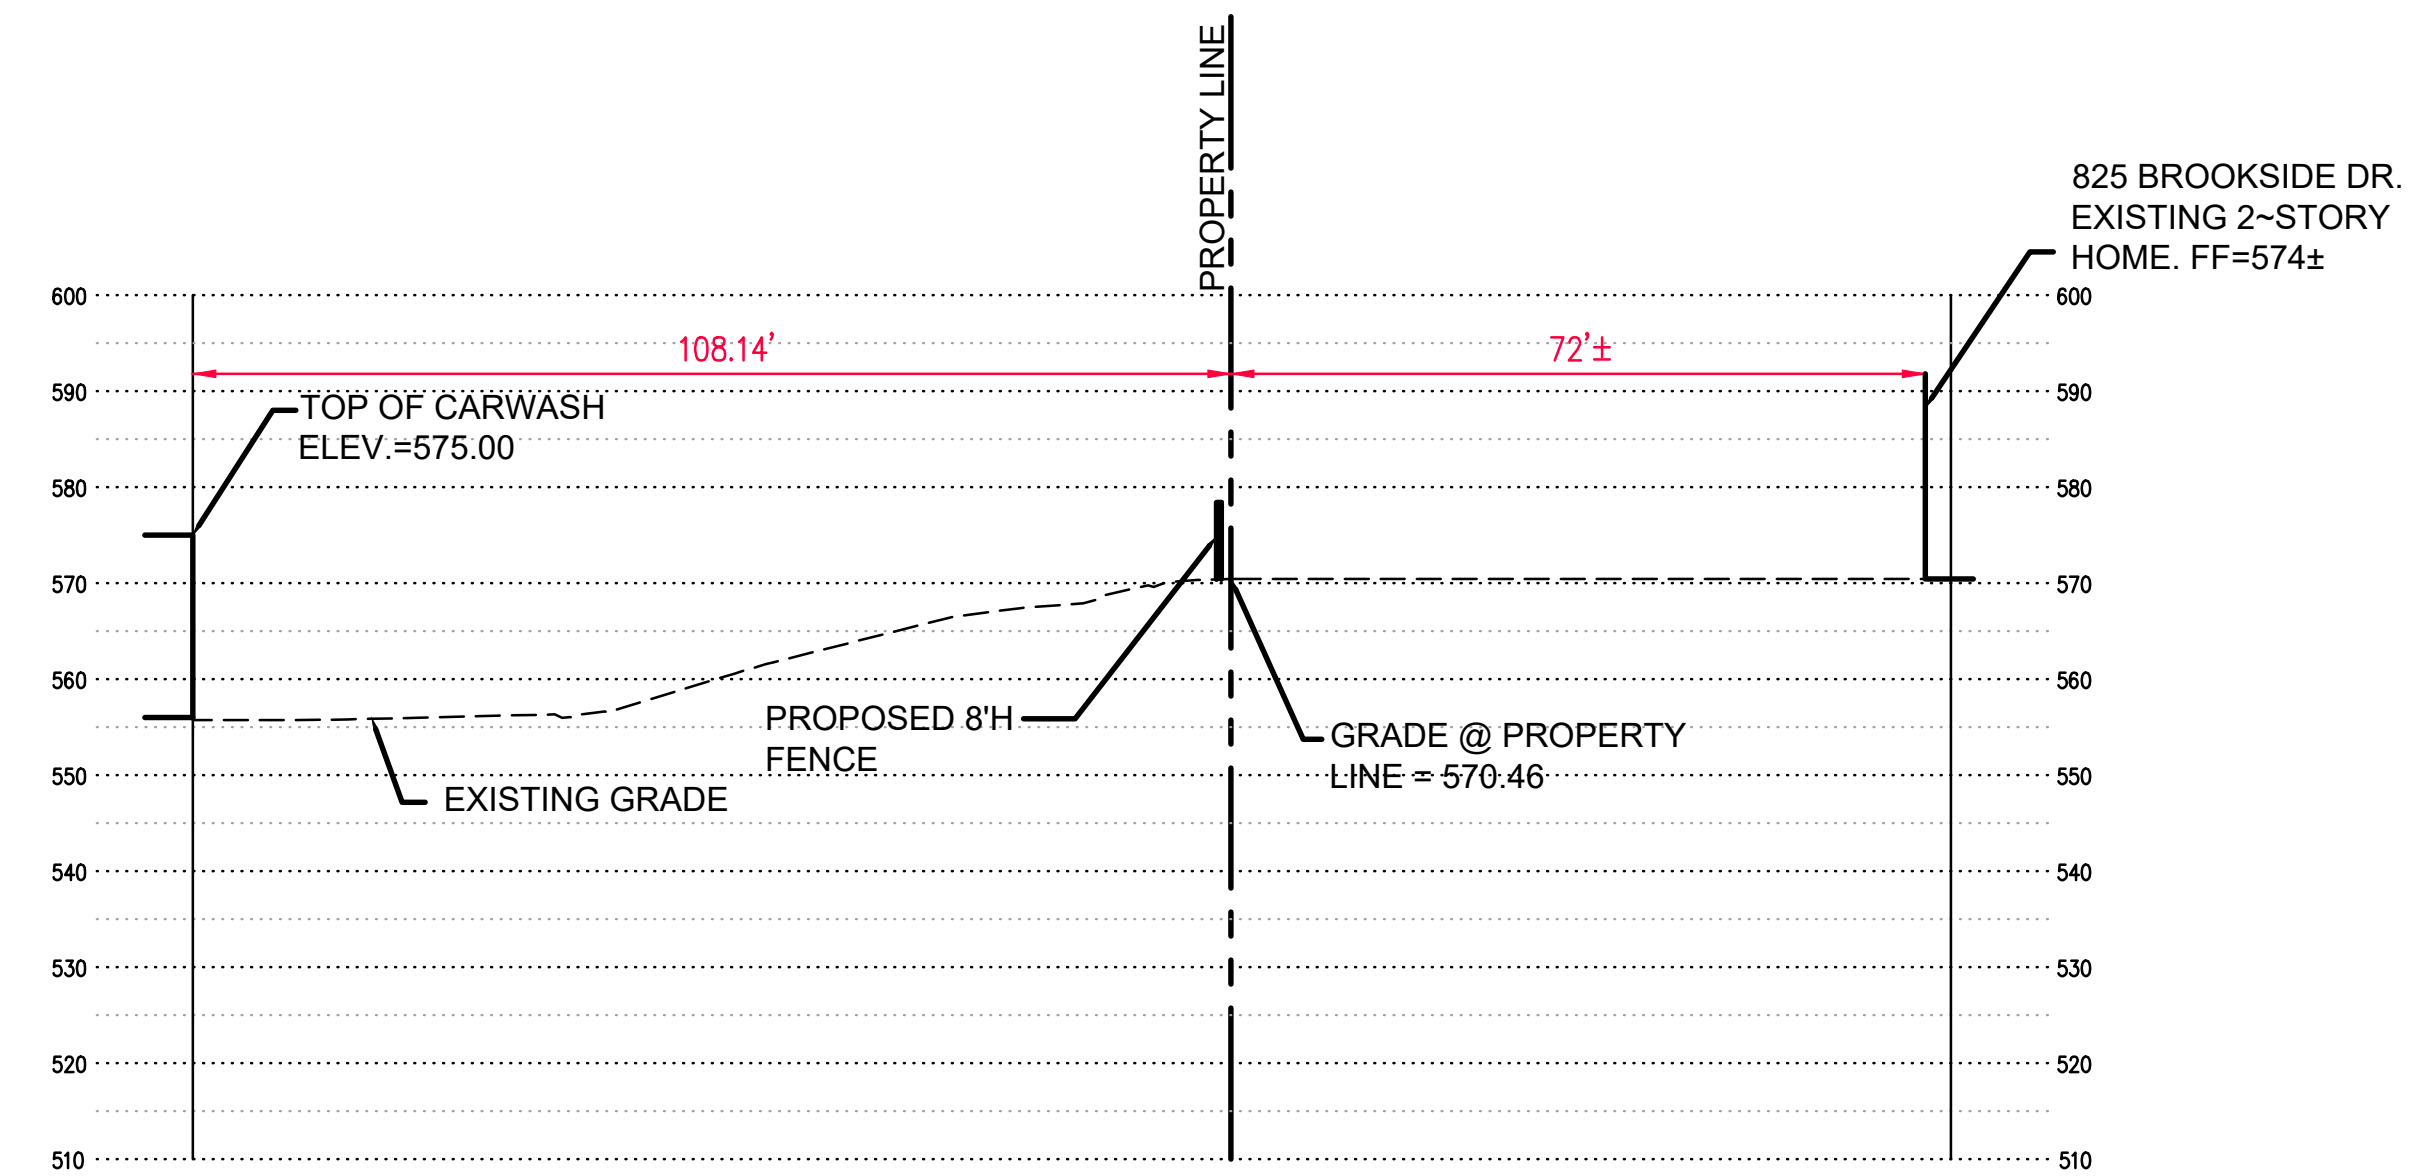 PROPERTY LINE
825 BROOKSIDE DR.
EXISTING 2~STORY
HOME. FF=574±
600
600
108.14'
72'±
590
590
TOP OF CARWASH
ELEV.=575.00
580
580
570
570
560
560
PROPOSED 8'H
FENCE
GRADE @ PROPERTY
LINE = 570.46
550
550
EXISTING GRADE
540
540
530
530
520
520
510
510